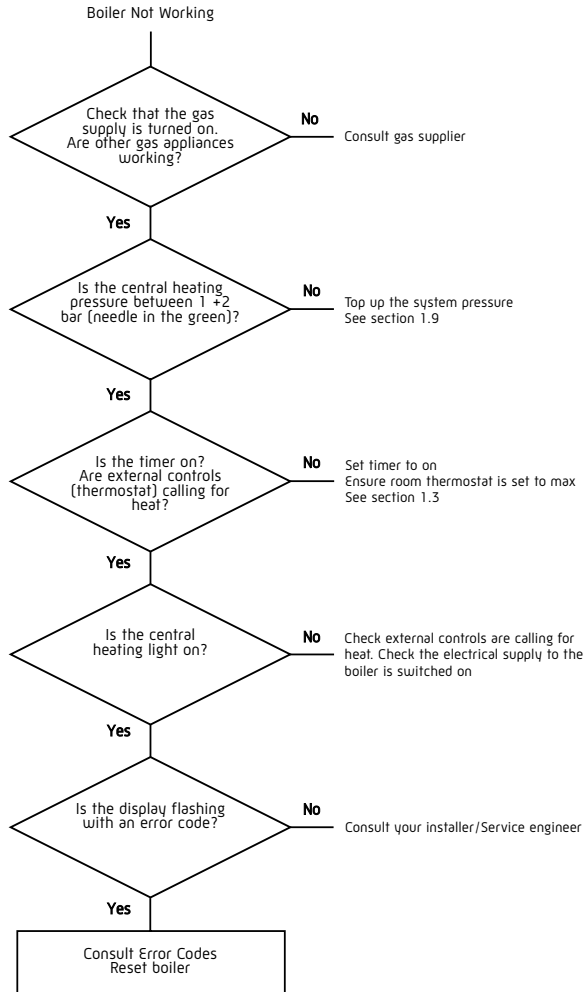 Boiler Not Working
Check that the gas
supply is turned on.
Are other gas appliances
working?
No
Consult gas supplier
Yes
Is the central heating
pressure between 1 +2
bar (needle in the green)?
No
Top up the system pressure
See section 1.9
Yes
Is the timer on?
Are external controls
(thermostat) calling for
heat?
No
Set timer to on
Ensure room thermostat is set to max
See section 1.3
Yes
Is the central
heating light on?
No
Check external controls are calling for
heat. Check the electrical supply to the
boiler is switched on
Yes
Is the display flashing
with an error code?
No
Consult your installer/Service engineer
Yes
Consult Error Codes
Reset boiler